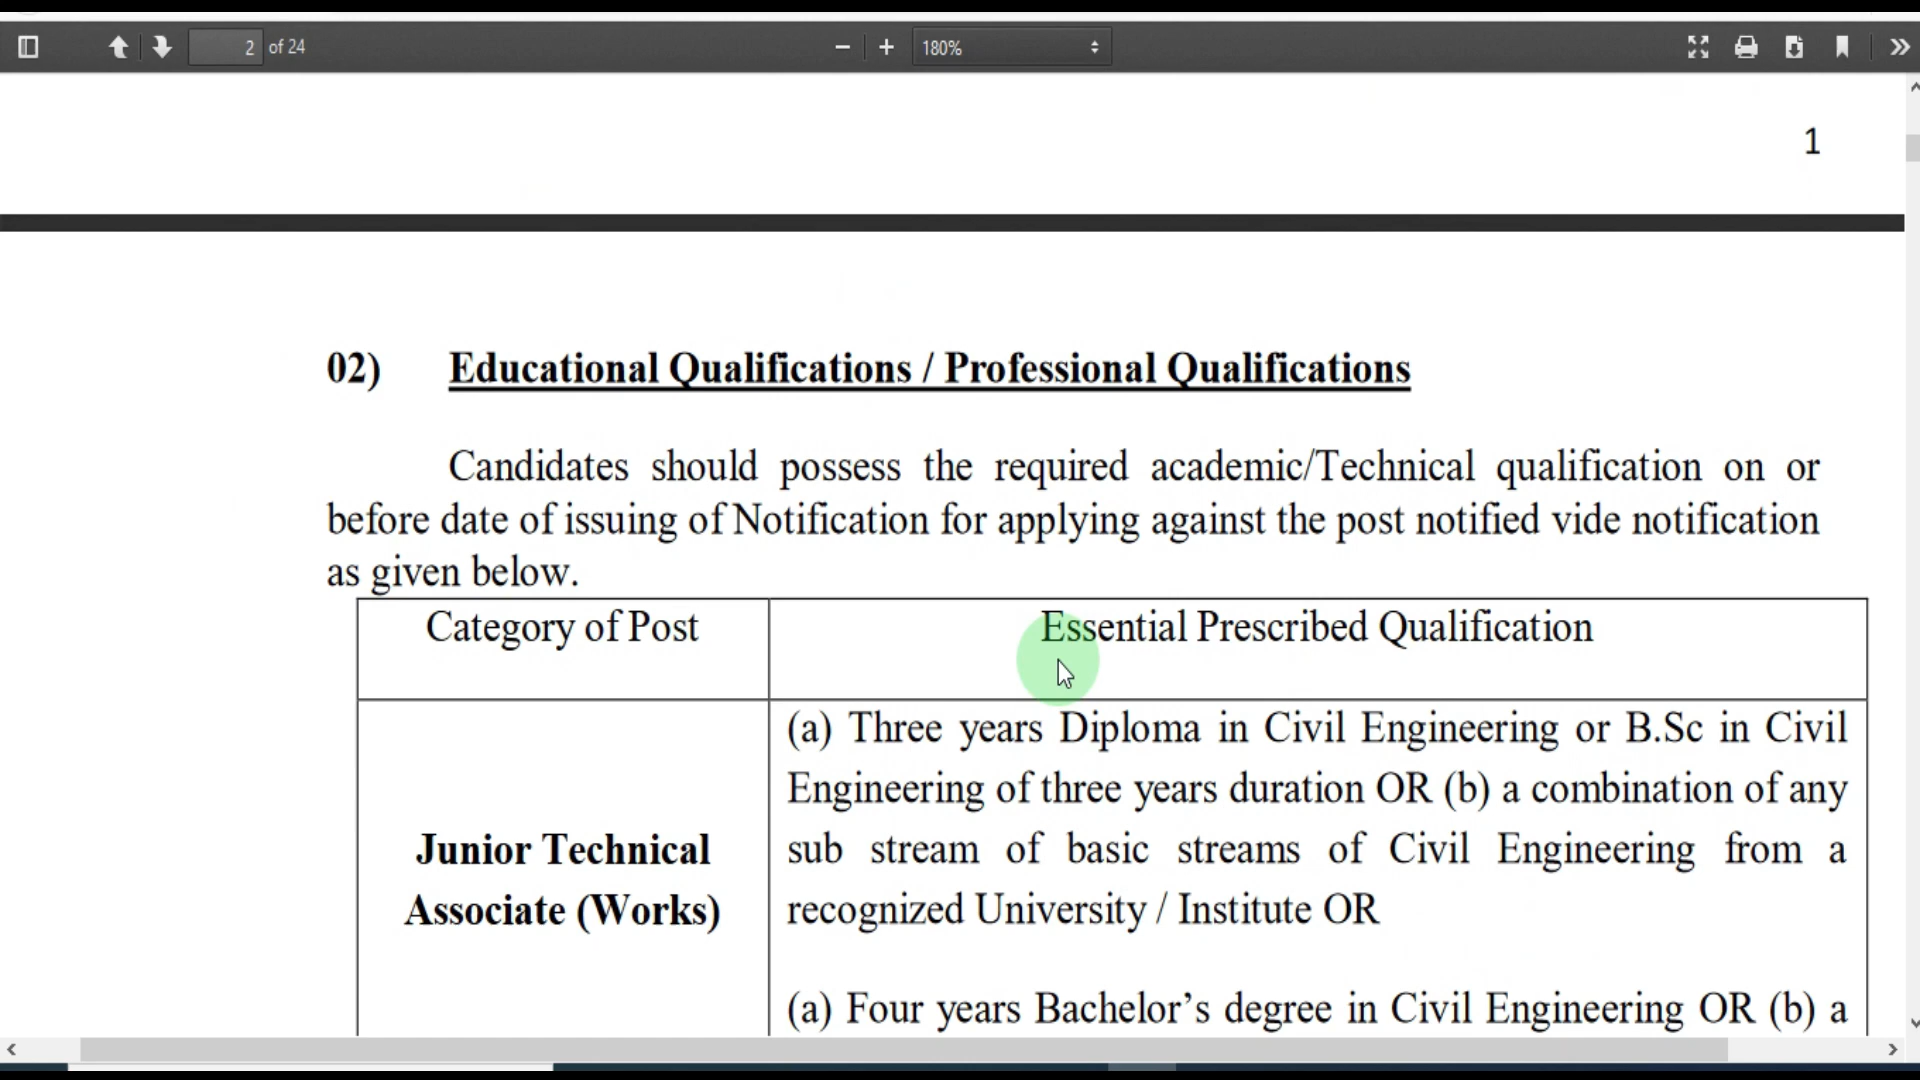 2 of 24
180%
1
02) Educational Qualifications / Professional Qualifications
Candidates should possess the required academic/Technical qualification on or
before date of issuing of Notification for applying against the post notified vide notification
as given below.
Category of Post
Essential Prescribed Qualification
Junior Technical
Associate (Works)
(a) Three years Diploma in Civil Engineering or B.Sc in Civil
Engineering of three years duration OR (b) a combination of any
sub stream of basic streams of Civil Engineering from a
recognized University / Institute OR
(a) Four years Bachelor’s degree in Civil Engineering OR (b) a